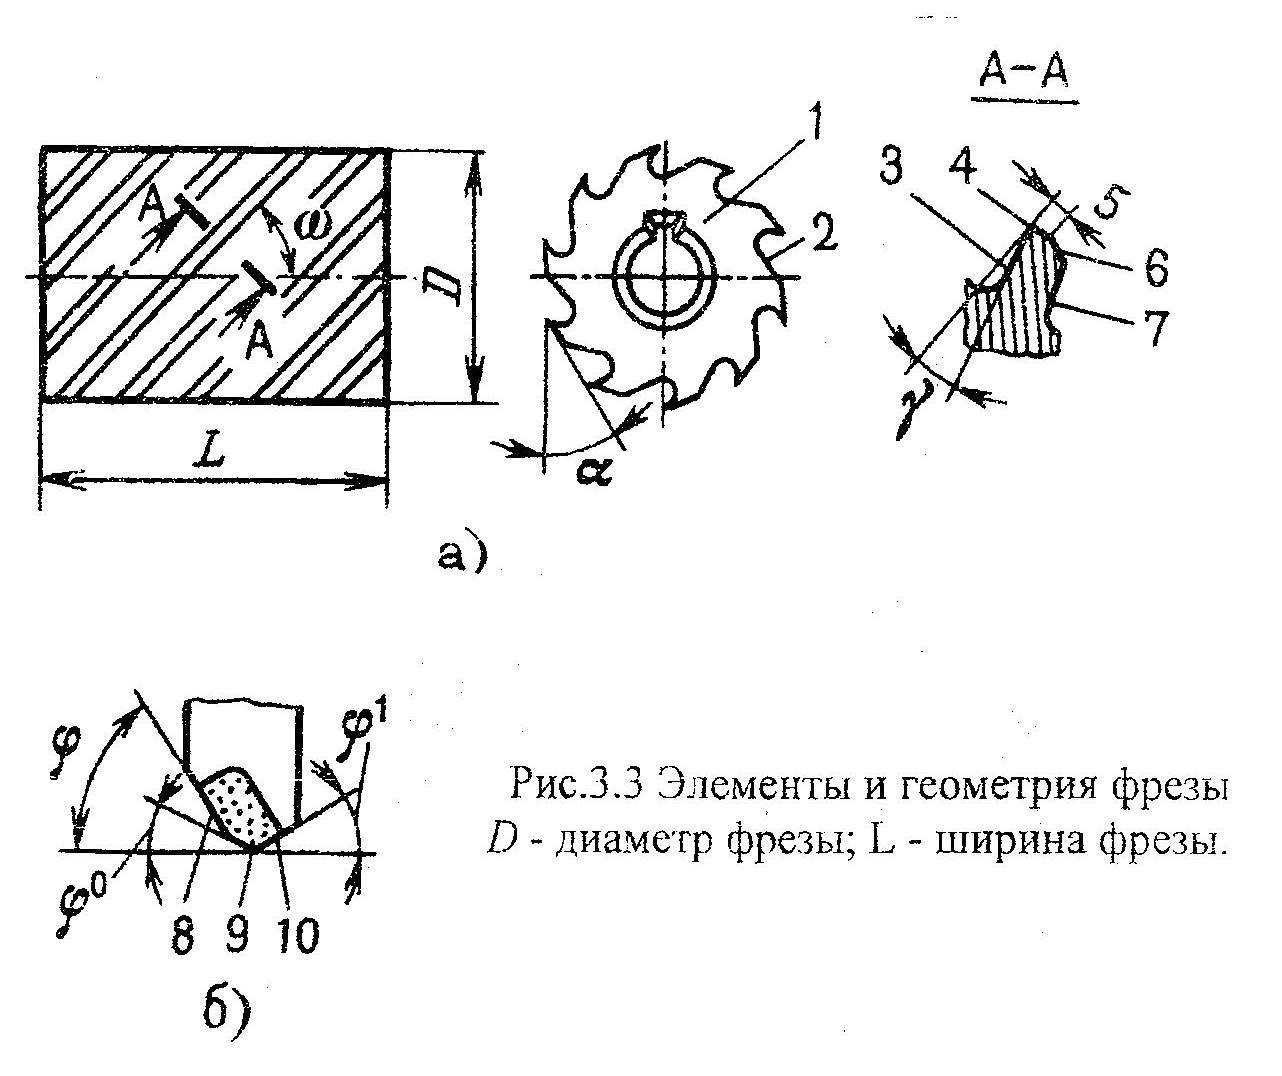 А-А
1
3
4
5
2
6
7
А
ω
А
D
L
α
γ
а)
φ
φ1
φ0
8 9 10
б)
Рис.3.3 Элементы и геометрия фрезы
D - диаметр фрезы; L - ширина фрезы.